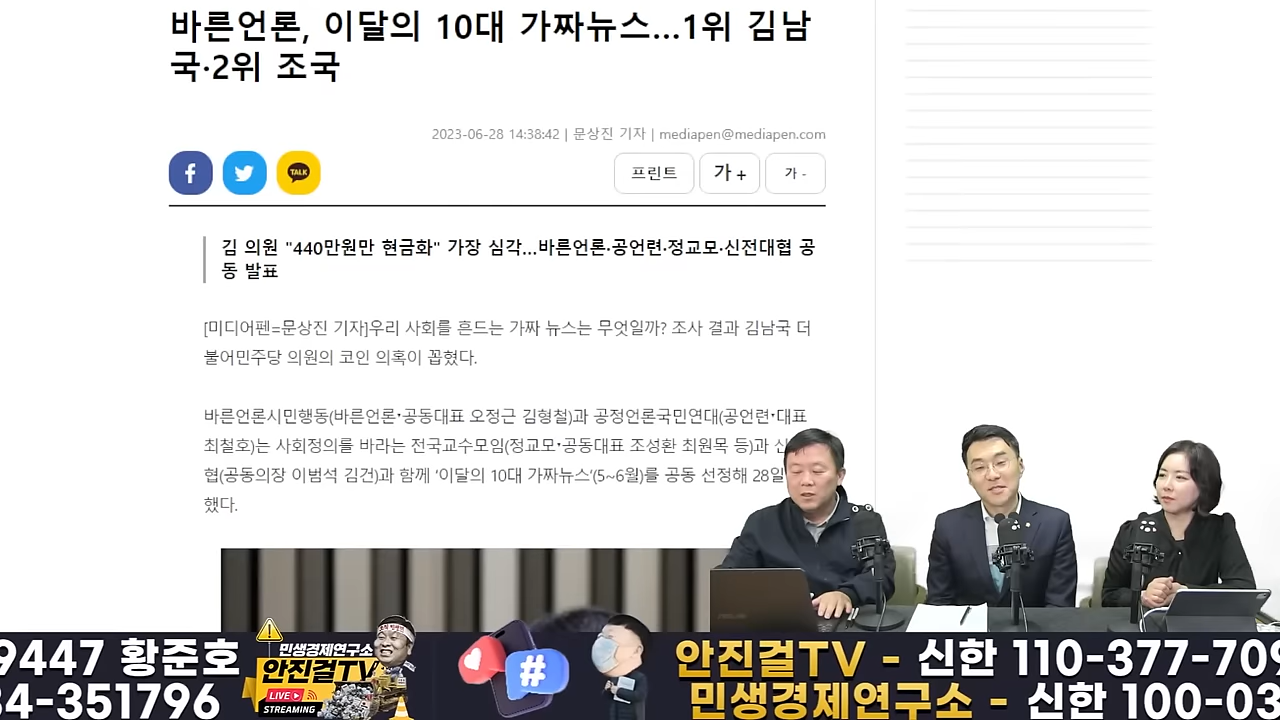 바른언론, 이달의 10대 가짜뉴스...1위 김남
국·2위 조국
2023-06-28 14:38:42 | 문상진 기자 | mediapen@mediapen.com
f
TALK
프린트
가 +
가 -
김 의원 "440만원만 현금화" 가장 심각...바른언론·공언련·정교모·신전대협 공
동 발표
[미디어펜=문상진 기자]우리 사회를 흔드는 가짜 뉴스는 무엇일까? 조사 결과 김남국 더
불어민주당 의원의 코인 의혹이 꼽혔다.
바른언론시민행동(바른언론·공동대표 오정근 김형철)과 공정언론국민연대(공언련·대표
최철호)는 사회정의를 바라는 전국교수모임(정교모·공동대표 조성환 최원목 등)과 신
협(공동의장 이범석 김건)과 함께 '이달의 10대 가짜뉴스'(5~6월)를 공동 선정해 28일
했다.
9447 황준호
34-351796
민생경제연구소
안진걸TV
LIVE
STREAMING
#
안진걸TV - 신한 110-377-709
민생경제연구소 - 신한 100-03